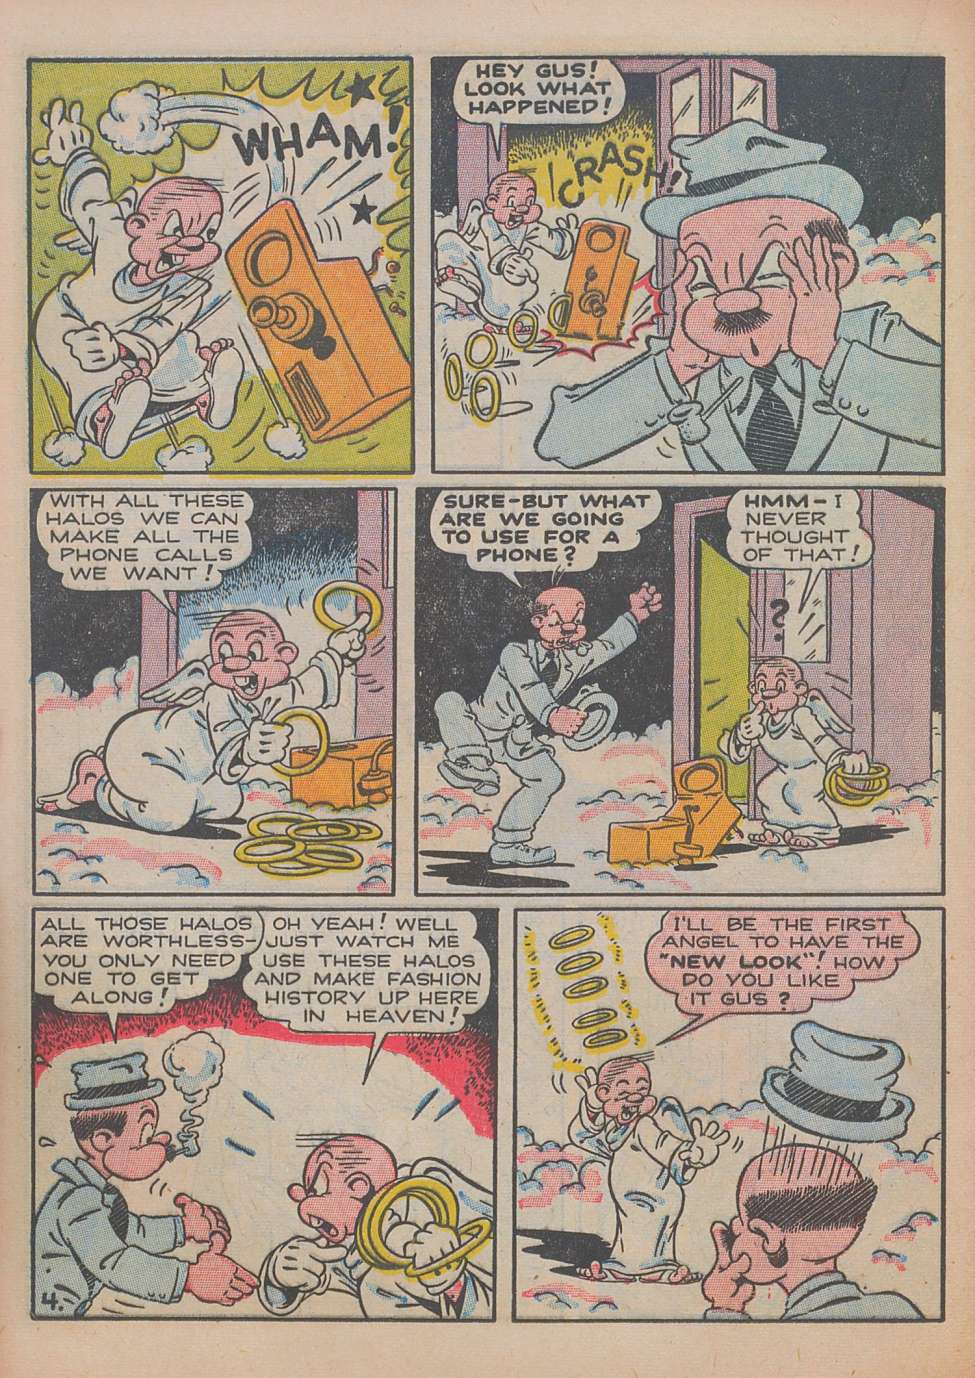 WHAM!
HEY GUS!
LOOK WHAT
HAPPENED!
CRASH!
WITH ALL THESE
HALOS WE CAN
MAKE ALL THE
PHONE CALLS
WE WANT!
SURE-BUT WHAT
ARE WE GOING
TO USE FOR A
PHONE?
HMM-I
NEVER
THOUGHT
OF THAT!
?
ALL THOSE HALOS
ARE WORTHLESS-
YOU ONLY NEED
ONE TO GET
ALONG!
OH YEAH! WELL
JUST WATCH ME
USE THESE HALOS
AND MAKE FASHION
HISTORY UP HERE
IN HEAVEN!
4.
I'LL BE THE FIRST
ANGEL TO HAVE THE
"NEW LOOK"! HOW
DO YOU LIKE
IT GUS?